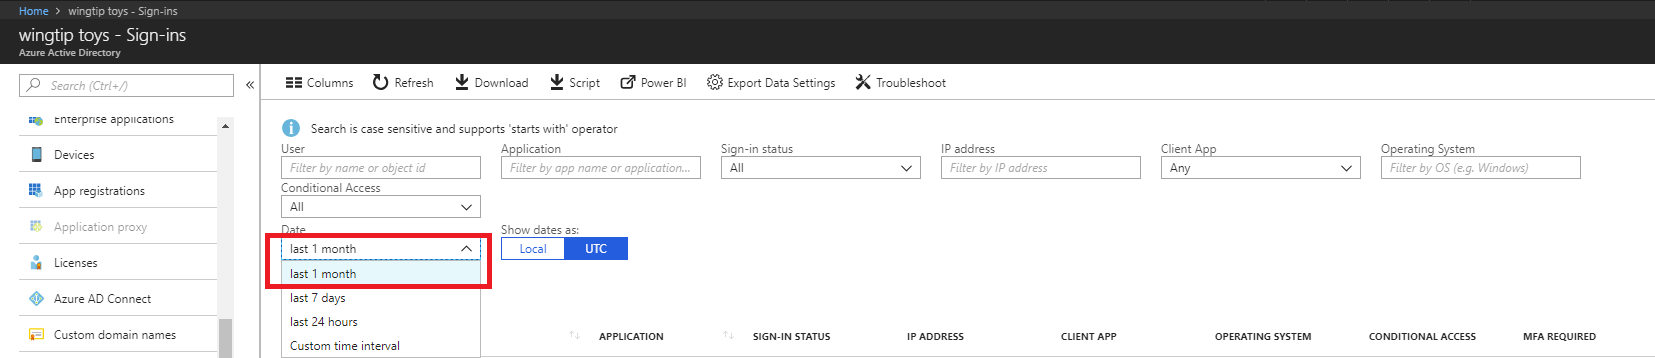 Home > wingtip toys - Sign-ins
wingtip toys - Sign-ins
Azure Active Directory
Search (Ctrl+/)
«
Enterprise applications
Devices
App registrations
Application proxy
Licenses
Azure AD Connect
Custom domain names
Columns Refresh Download Script Power BI Export Data Settings Troubleshoot
Search is case sensitive and supports 'starts with' operator
User Application Sign-in status IP address Client App Operating System
Filter by name or object id Filter by app name or application... All Filter by IP address Any Filter by OS (e.g. Windows)
Conditional Access
All
Date Show dates as:
last 1 month Local UTC
last 1 month
last 7 days
last 24 hours
Custom time interval
APPLICATION SIGN-IN STATUS IP ADDRESS CLIENT APP OPERATING SYSTEM CONDITIONAL ACCESS MFA REQUIRED